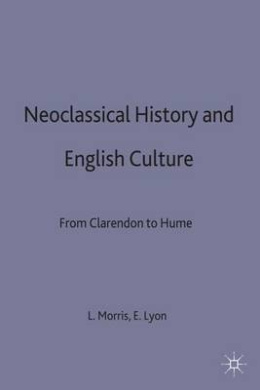 Neoclassical History and
English Culture
From Clarendon to Hume
L. Morris, E. Lyon